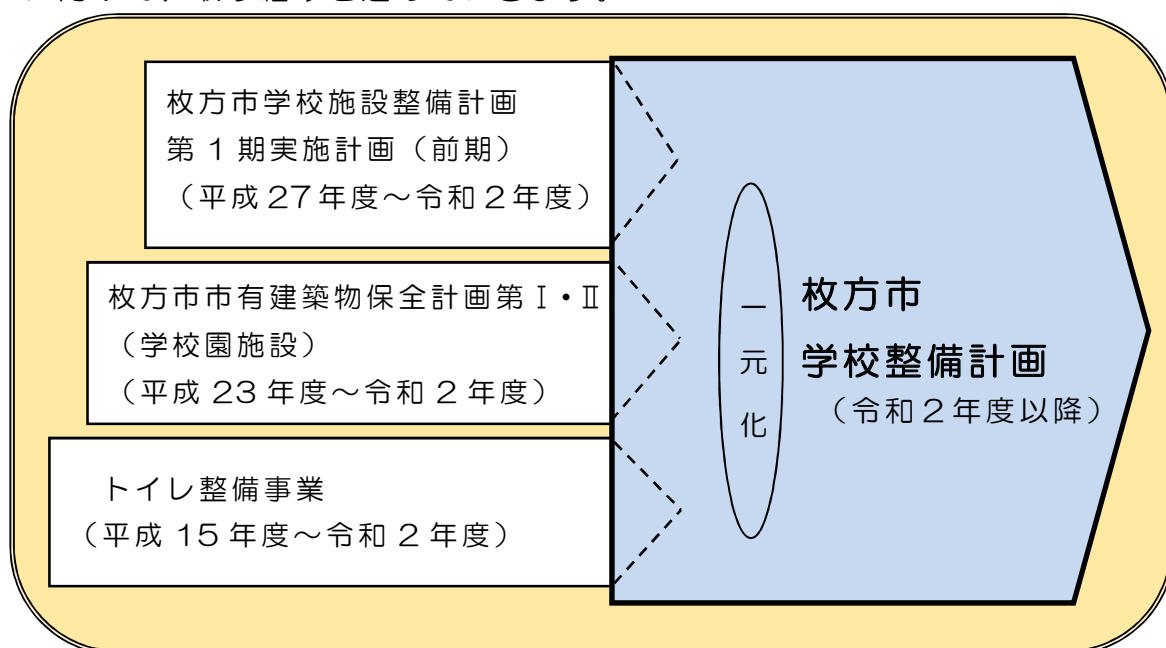 枚方市学校施設整備計画
第1期実施計画（前期）
（平成27年度～令和2年度）
枚方市市有建築物保全計画第Ⅰ・Ⅱ
（学校園施設）
（平成23年度～令和2年度）
トイレ整備事業
（平成15年度～令和2年度）
一元化
枚方市
学校整備計画
（令和2年度以降）